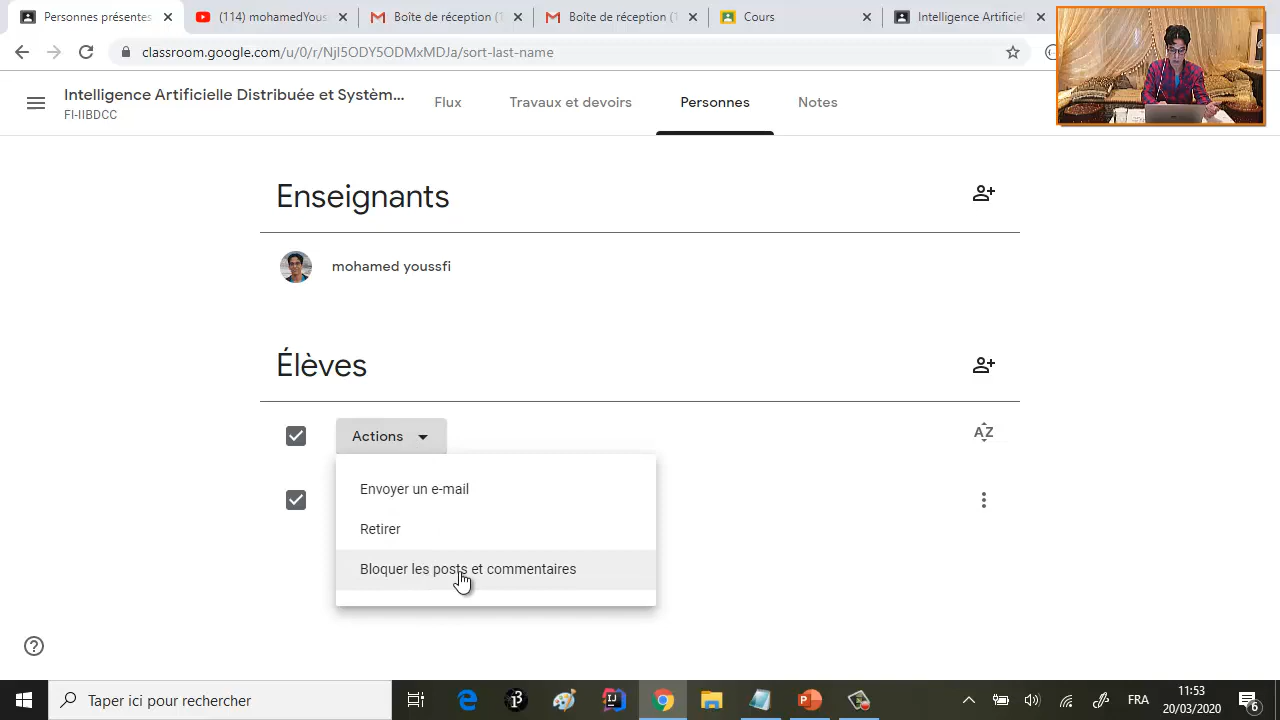 Personnes présentes
(114) mohamedYous
Boîte de réception (1
Boîte de réception (
Cours
Intelligence Artificiel
classroom.google.com/u/0/r/NjI5ODY5ODMxMDJa/sort-last-name
Intelligence Artificielle Distribuée et Systèm...
FI-IIBDCC
Flux
Travaux et devoirs
Personnes
Notes
Enseignants
mohamed youssfi
Élèves
Actions
AZ
Envoyer un e-mail
Retirer
Bloquer les posts et commentaires
Taper ici pour rechercher
FRA
11:53
20/03/2020
6